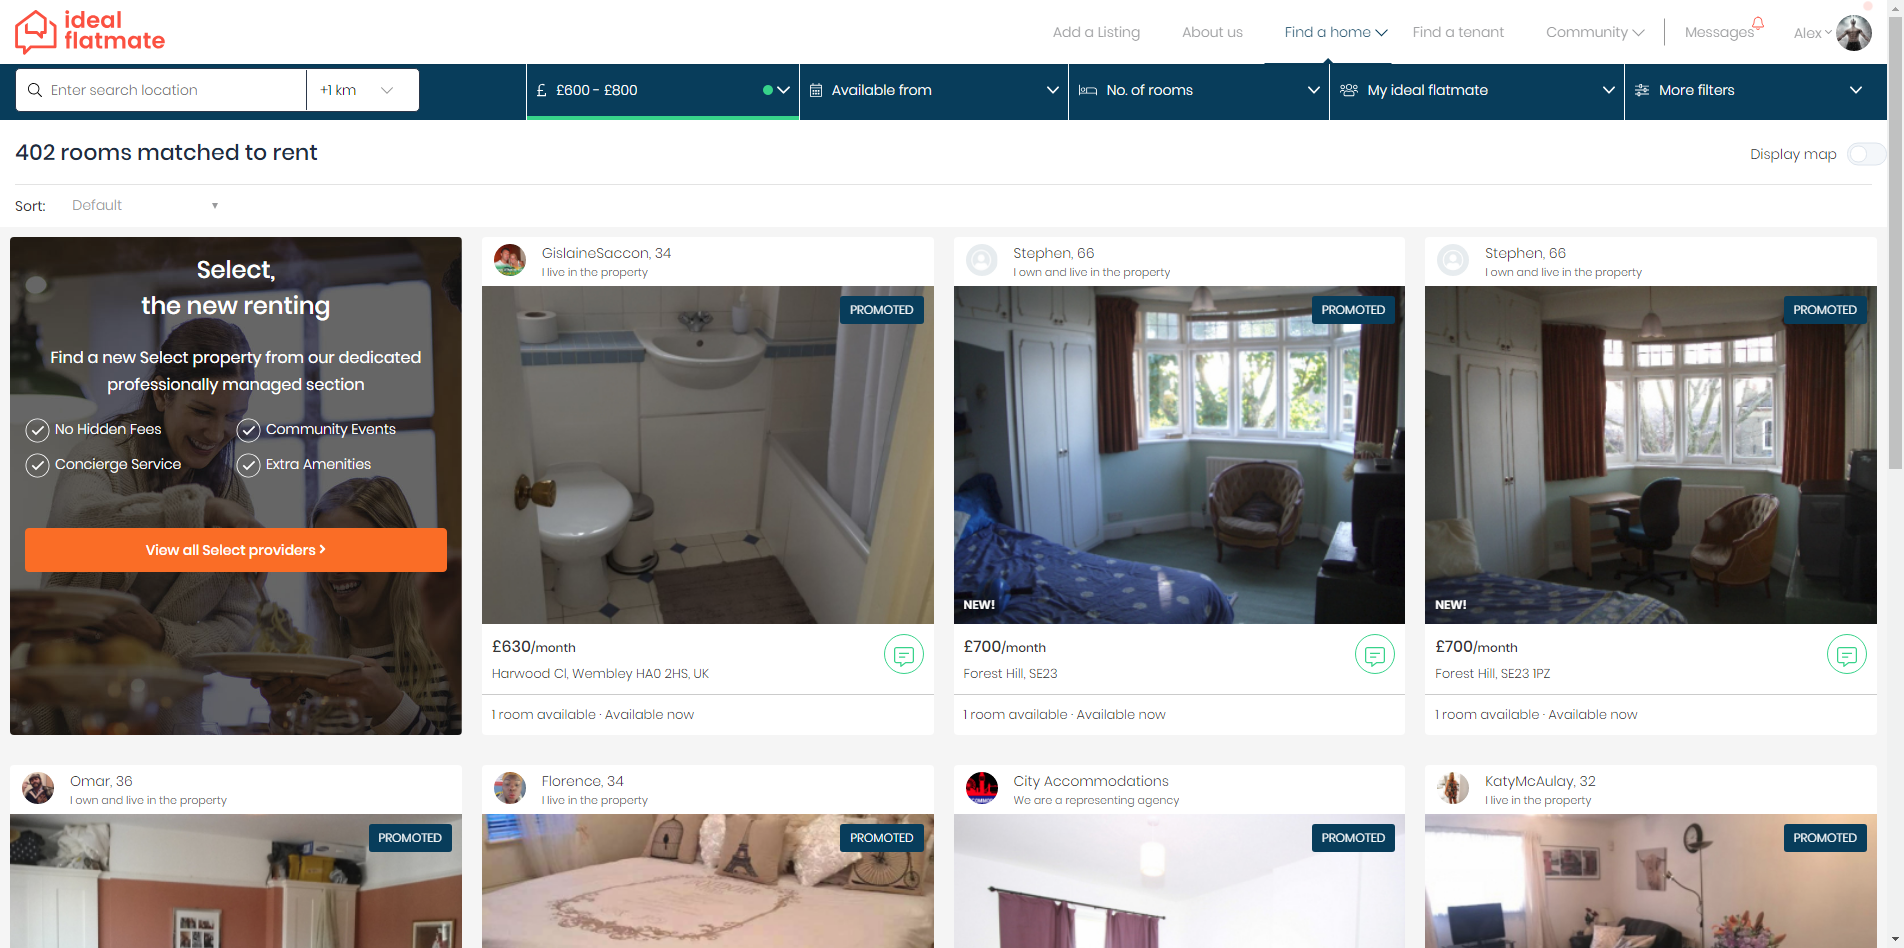 ideal
flatmate
Add a Listing
About us
Find a home
Find a tenant
Community
Messages
Alex
Enter search location
+1 km
£ £600 - £800
Available from
No. of rooms
My ideal flatmate
More filters
402 rooms matched to rent
Display map
Sort: Default
Select,
the new renting
Find a new Select property from our dedicated
professionally managed section
No Hidden Fees
Community Events
Concierge Service
Extra Amenities
View all Select providers
GislaineSaccon, 34
I live in the property
PROMOTED
£630/month
Harwood Cl, Wembley HA0 2HS, UK
1 room available · Available now
Stephen, 66
I own and live in the property
PROMOTED
NEW!
£700/month
Forest Hill, SE23
1 room available · Available now
Stephen, 66
I own and live in the property
PROMOTED
NEW!
£700/month
Forest Hill, SE23 1PZ
1 room available · Available now
Omar, 36
I own and live in the property
PROMOTED
Florence, 34
I live in the property
PROMOTED
City Accommodations
We are a representing agency
PROMOTED
KatyMcAulay, 32
I live in the property
PROMOTED